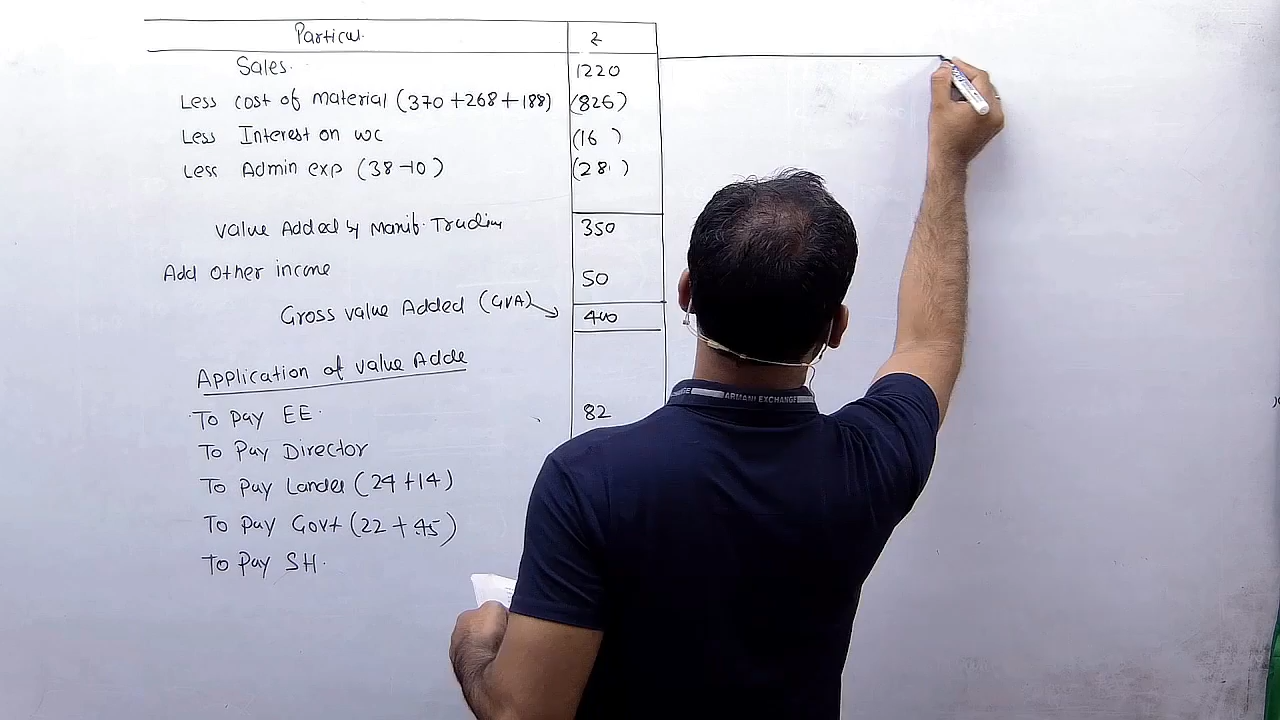 Particul. ₹
Sales. 1220
Less cost of material (370 +268 +188) (826)
Less Interest on WC (16 )
Less Admin exp (38-10) (28 )
Value Added by Manuf. Trading 350
Add Other income 50
Gross value Added (GVA) 400
Application of value Adde
To pay EE 82
To Pay Director
To Pay Lander (24 +14)
To pay Govt (22 + 45)
To Pay SH.
ARMANI EXCHANGE